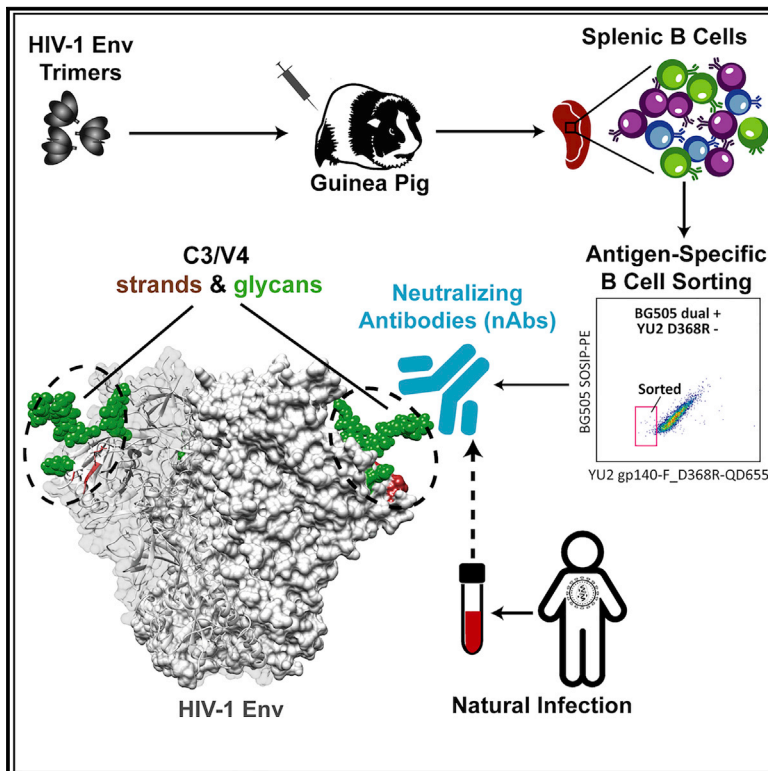 HIV-1 Env
Trimers
Guinea Pig
Splenic B Cells
Antigen-Specific
B Cell Sorting
BG505 dual +
YU2 D368R -
BG505 SOSIP-PE
Sorted
YU2 gp140-F_D368R-QD655
Neutralizing
Antibodies (nAbs)
C3/V4
strands & glycans
HIV-1 Env
Natural Infection